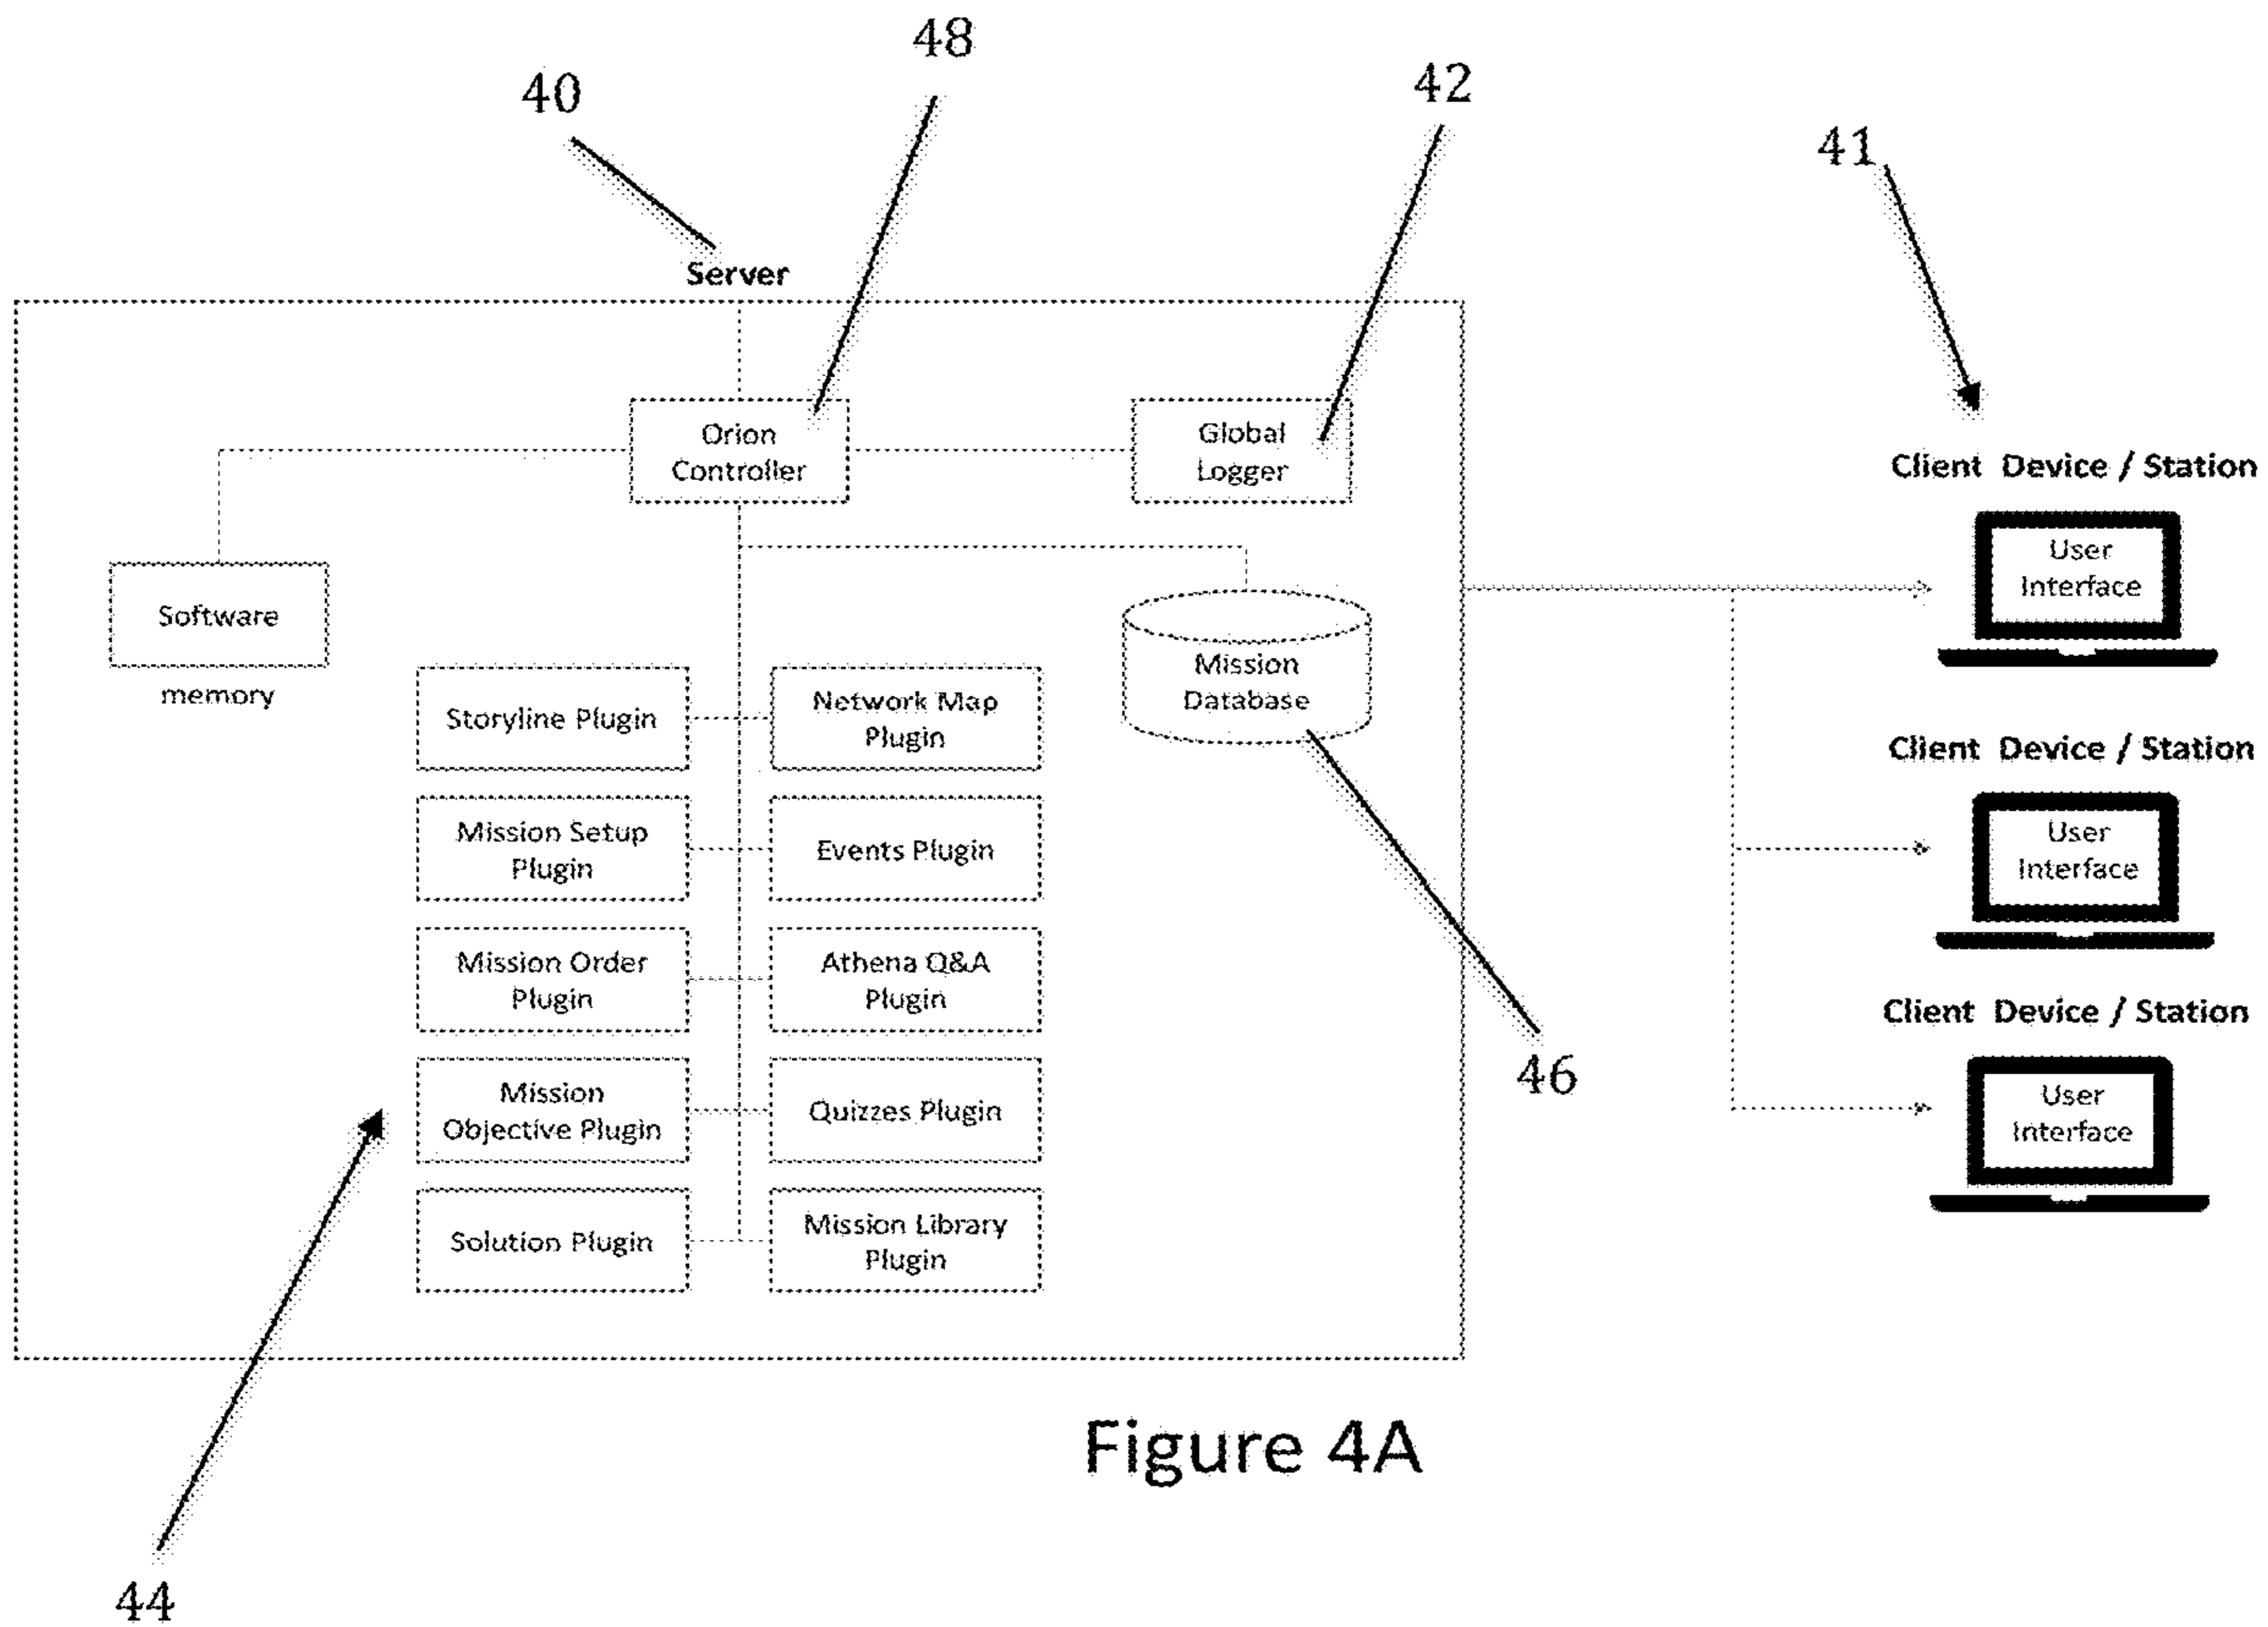 48
40
42
41
Server
Orion
Controller
Global
Logger
Client Device / Station
User
Interface
Software
memory
Mission
Database
Storyline Plugin
Network Map
Plugin
Client Device / Station
User
Interface
Mission Setup
Plugin
Events Plugin
Mission Order
Plugin
Athena Q&A
Plugin
Client Device / Station
User
Interface
46
Mission
Objective Plugin
Quizzes Plugin
Solution Plugin
Mission Library
Plugin
Figure 4A
44